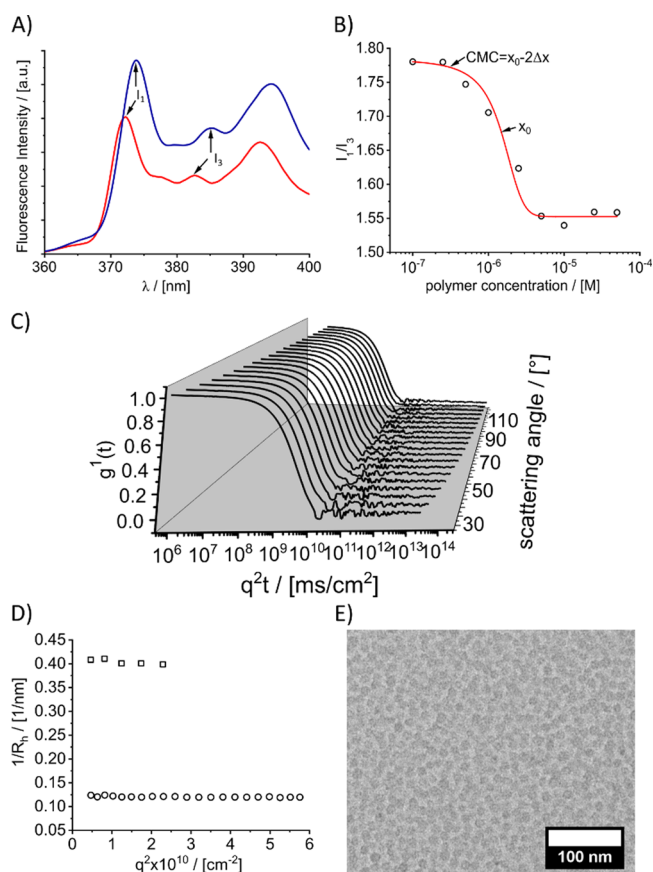 A)
Fluorescence Intensity / [a.u.]
I1
I3
360 370 380 390 400
λ / [nm]
B)
I1/I3
1.80
1.75
1.70
1.65
1.60
1.55
1.50
CMC=x0-2Δx
x0
10-7 10-6 10-5 10-4
polymer concentration / [M]
C)
g1(t)
1.0
0.8
0.6
0.4
0.2
0.0
106 107 108 109 1010 1011 1012 1013 1014
q2t / [ms/cm2]
110
90
70
50
30
scattering angle / [°]
D)
1/Rh / [1/nm]
0.45
0.40
0.35
0.30
0.25
0.20
0.15
0.10
0.05
0 1 2 3 4 5 6
q2x1010 / [cm-2]
E)
100 nm